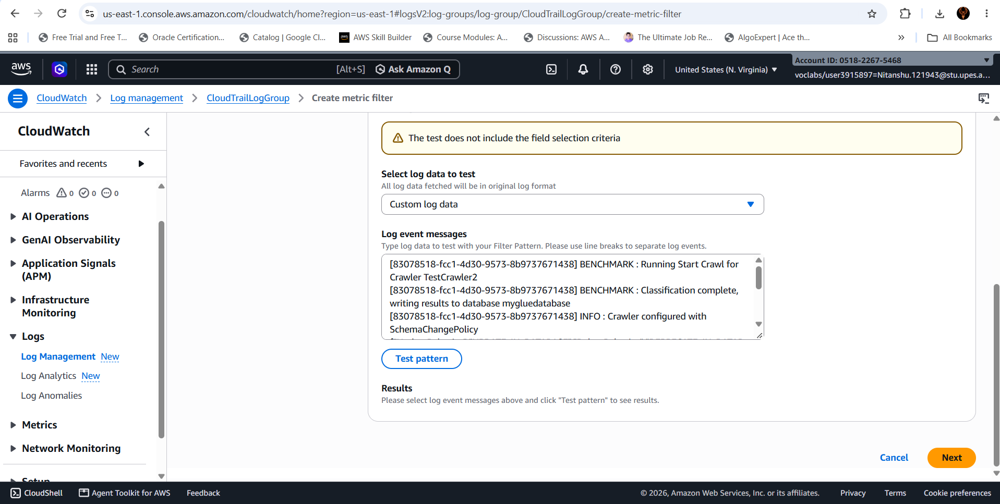 us-east-1.console.aws.amazon.com/cloudwatch/home?region=us-east-1#logsV2:log-groups/log-group/CloudTrailLogGroup/create-metric-filter
Free Trial and Free T...
Oracle Certification...
Catalog | Google Cl...
AWS Skill Builder
Course Modules: A...
Discussions: AWS A...
The Ultimate Job Re...
AlgoExpert | Ace th...
All Bookmarks
aws
Search
[Alt+S]
Ask Amazon Q
United States (N. Virginia)
Account ID: 0518-2267-5468
voclabs/user3915897=Nitanshu.121943@stu.upes.a...
CloudWatch
Log management
CloudTrailLogGroup
Create metric filter
CloudWatch
Favorites and recents
Alarms 0 0 0
AI Operations
GenAI Observability
Application Signals
(APM)
Infrastructure
Monitoring
Logs
Log Management New
Log Analytics New
Log Anomalies
Metrics
Network Monitoring
Setup
The test does not include the field selection criteria
Select log data to test
All log data fetched will be in original log format
Custom log data
Log event messages
Type log data to test with your Filter Pattern. Please use line breaks to separate log events.
[83078518-fcc1-4d30-9573-8b9737671438] BENCHMARK : Running Start Crawl for
Crawler TestCrawler2
[83078518-fcc1-4d30-9573-8b9737671438] BENCHMARK : Classification complete,
writing results to database mygluedatabase
[83078518-fcc1-4d30-9573-8b9737671438] INFO : Crawler configured with
SchemaChangePolicy
Test pattern
Results
Please select log event messages above and click "Test pattern" to see results.
Cancel
Next
CloudShell
Agent Toolkit for AWS
Feedback
© 2026, Amazon Web Services, Inc. or its affiliates.
Privacy
Terms
Cookie preferences